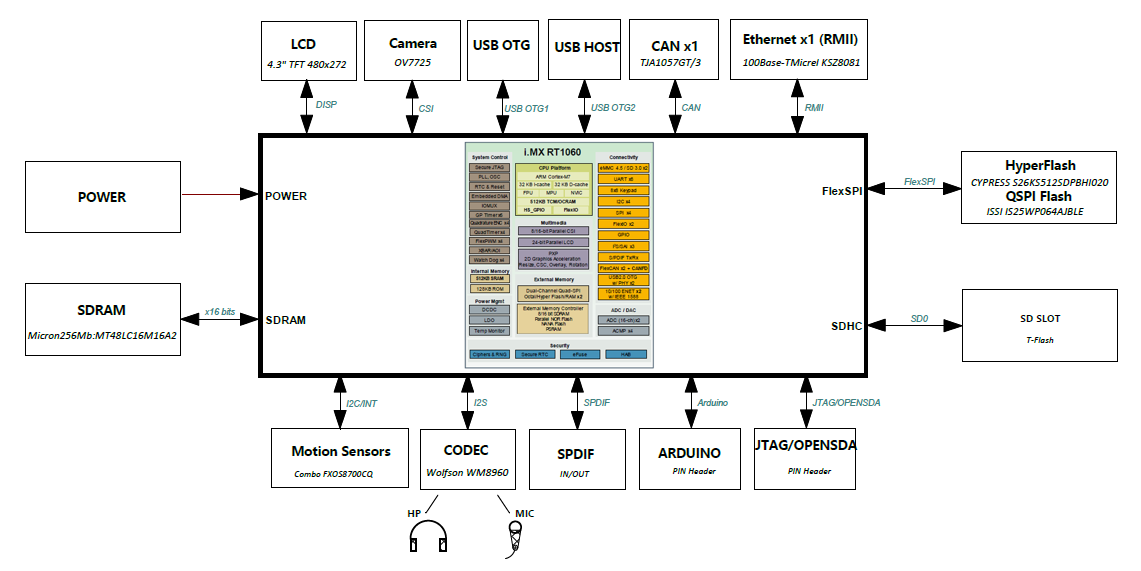 LCD
4.3" TFT 480x272
Camera
OV7725
USB OTG
USB HOST
CAN x1
TJA1057GT/3
Ethernet x1 (RMII)
100Base-TMicrel KSZ8081
DISP
CSI
USB OTG1
USB OTG2
CAN
RMII
POWER
POWER
SDRAM
Micron256Mb:MT48LC16M16A2
x16 bits
SDRAM
i.MX RT1060
System Control
Secure JTAG
PLL, OSC
RTC & Reset
Embedded DMA
IOMUX
GP Timer x6
Quadrature ENC x4
QuadTimer x4
FlexPWM x4
XBAR/AOI
Watch Dog x4
Internal Memory
512KB SRAM
128KB ROM
Power Mgmt
DCDC
LDO
Temp Monitor
CPU Platform
ARM Cortex-M7
32 KB I-cache
32 KB D-cache
FPU
MPU
NVIC
512KB TCM/OCRAM
HS_GPIO
FlexIO
Multimedia
8/16-bit Parallel CSI
24-bit Parallel LCD
PXP
2D Graphics Acceleration
Resize, CSC, Overlay, Rotation
External Memory
Dual-Channel Quad-SPI
Octal/Hyper Flash/RAM x2
External Memory Controller
8/16 bit SDRAM
Parallel NOR Flash
NAND Flash
PSRAM
Connectivity
eMMC 4.5 / SD 3.0 x2
UART x8
8x8 Keypad
I2C x4
SPI x4
FlexIO x2
GPIO
I²S/SAI x3
S/PDIF Tx/Rx
FlexCAN x2 + CANFD
USB2.0 OTG
w/ PHY x2
10/100 ENET x2
w/ IEEE 1588
ADC / DAC
ADC (16-ch) x2
ACMP x4
Security
Ciphers & RNG
Secure RTC
eFuse
HAB
FlexSPI
FlexSPI
HyperFlash
CYPRESS S26KS512SDPBHI020
QSPI Flash
ISSI IS25WP064AJBLE
SDHC
SD0
SD SLOT
T-Flash
I2C/INT
I2S
SPDIF
Arduino
JTAG/OPENSDA
Motion Sensors
Combo FXOS8700CQ
CODEC
Wolfson WM8960
SPDIF
IN/OUT
ARDUINO
PIN Header
JTAG/OPENSDA
PIN Header
HP
MIC